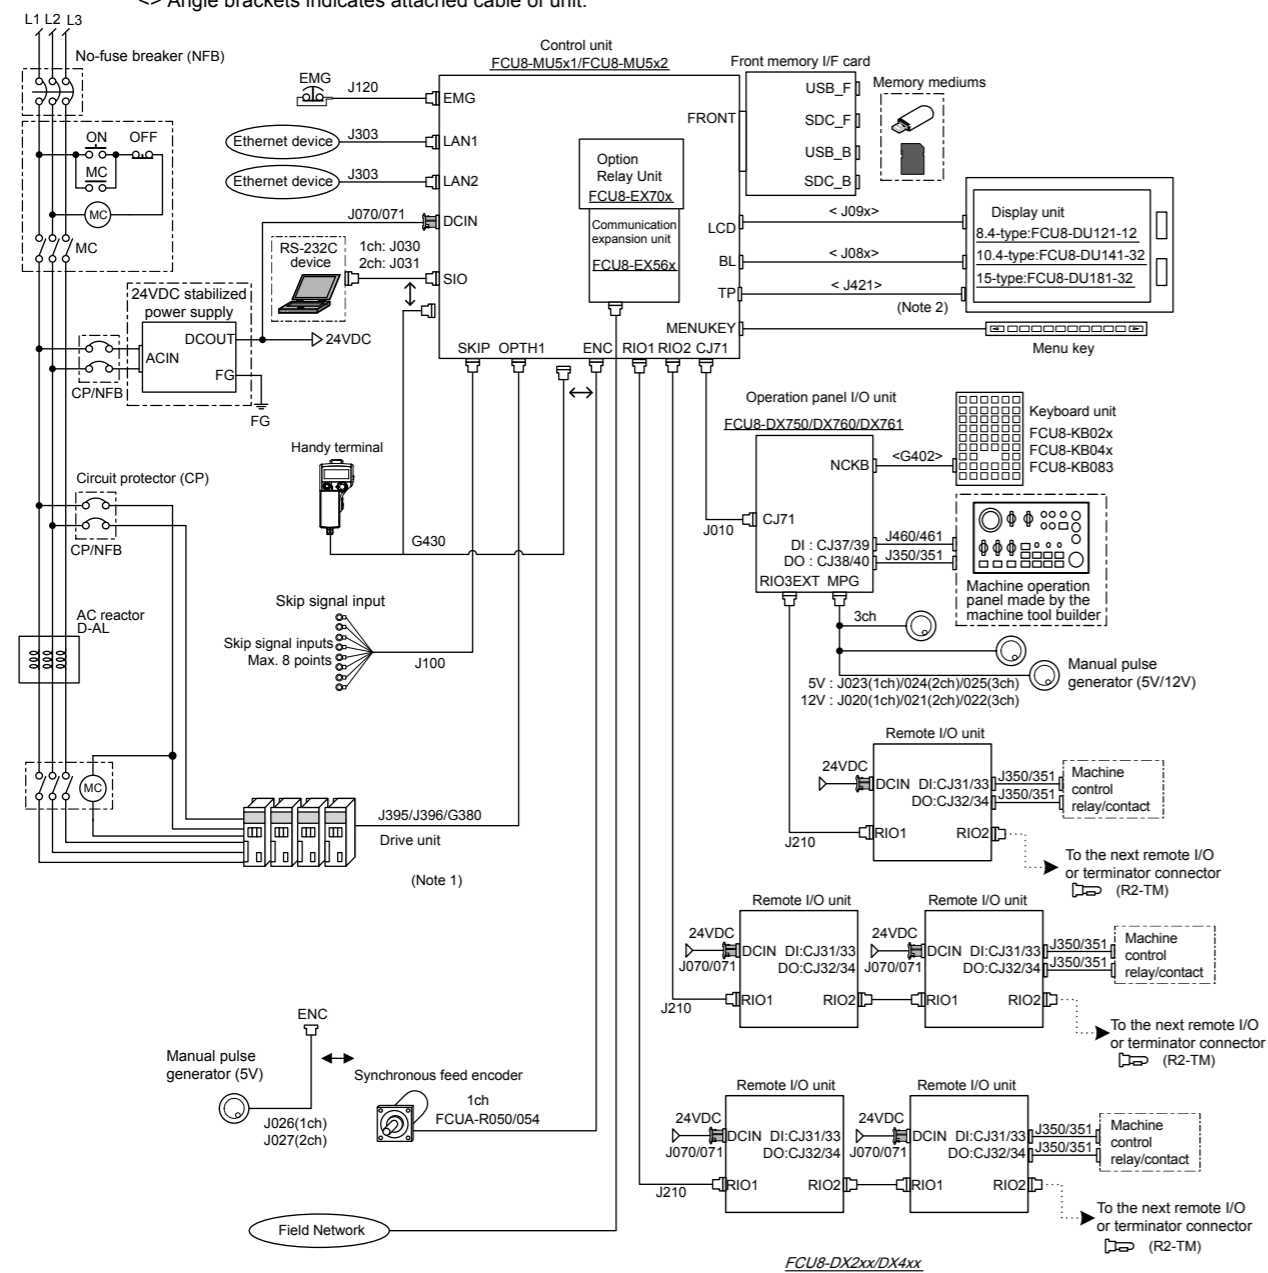 <> Angle brackets indicates attached cable of unit.
L1 L2 L3
No-fuse breaker (NFB)
ON OFF
MC
MC
MC
24VDC stabilized
power supply
DCOUT
24VDC
ACIN
FG
CP/NFB
FG
Circuit protector (CP)
CP/NFB
AC reactor
D-AL
MC
Control unit
FCU8-MU5x1/FCU8-MU5x2
EMG
J120
EMG
Ethernet device
J303
LAN1
Ethernet device
J303
LAN2
J070/071
DCIN
RS-232C
device
1ch: J030
2ch: J031
SIO
SKIP OPTH1 ENC RIO1 RIO2 CJ71
Option
Relay Unit
FCU8-EX70x
Communication
expansion unit
FCU8-EX56x
FRONT
LCD
BL
TP
MENUKEY
Front memory I/F card
USB_F
SDC_F
USB_B
SDC_B
Memory mediums
< J09x>
< J08x>
< J421>
(Note 2)
Display unit
8.4-type:FCU8-DU121-12
10.4-type:FCU8-DU141-32
15-type:FCU8-DU181-32
Menu key
Handy terminal
G430
Skip signal input
Skip signal inputs
Max. 8 points
J100
J395/J396/G380
Drive unit
(Note 1)
Operation panel I/O unit
FCU8-DX750/DX760/DX761
NCKB
<G402>
Keyboard unit
FCU8-KB02x
FCU8-KB04x
FCU8-KB083
J010
CJ71
DI : CJ37/39
J460/461
DO : CJ38/40
J350/351
RIO3EXT MPG
Machine operation
panel made by the
machine tool builder
3ch
Manual pulse
generator (5V/12V)
5V : J023(1ch)/024(2ch)/025(3ch)
12V : J020(1ch)/021(2ch)/022(3ch)
Remote I/O unit
24VDC
DCIN DI:CJ31/33
DO:CJ32/34
J350/351
J350/351
Machine
control
relay/contact
J210
RIO1 RIO2
To the next remote I/O
or terminator connector
(R2-TM)
Remote I/O unit
Remote I/O unit
24VDC
J070/071
DCIN DI:CJ31/33
DO:CJ32/34
24VDC
J070/071
DCIN DI:CJ31/33
DO:CJ32/34
J350/351
J350/351
Machine
control
relay/contact
J210
RIO1 RIO2
RIO1 RIO2
To the next remote I/O
or terminator connector
(R2-TM)
ENC
Manual pulse
generator (5V)
J026(1ch)
J027(2ch)
Synchronous feed encoder
1ch
FCUA-R050/054
Remote I/O unit
Remote I/O unit
24VDC
J070/071
DCIN DI:CJ31/33
DO:CJ32/34
24VDC
J070/071
DCIN DI:CJ31/33
DO:CJ32/34
J350/351
J350/351
Machine
control
relay/contact
J210
RIO1 RIO2
RIO1 RIO2
To the next remote I/O
or terminator connector
(R2-TM)
Field Network
FCU8-DX2xx/DX4xx